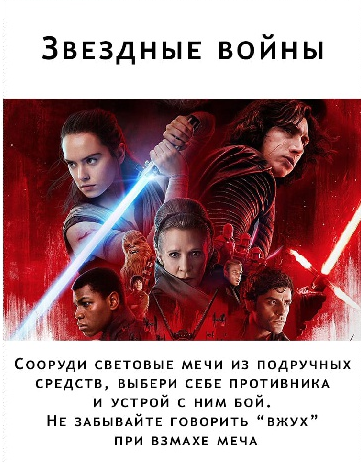 Звездные войны
Сооруди световые мечи из подручных
средств, выбери себе противника
и устрой с ним бой.
Не забывайте говорить “вжух”
при взмахе меча